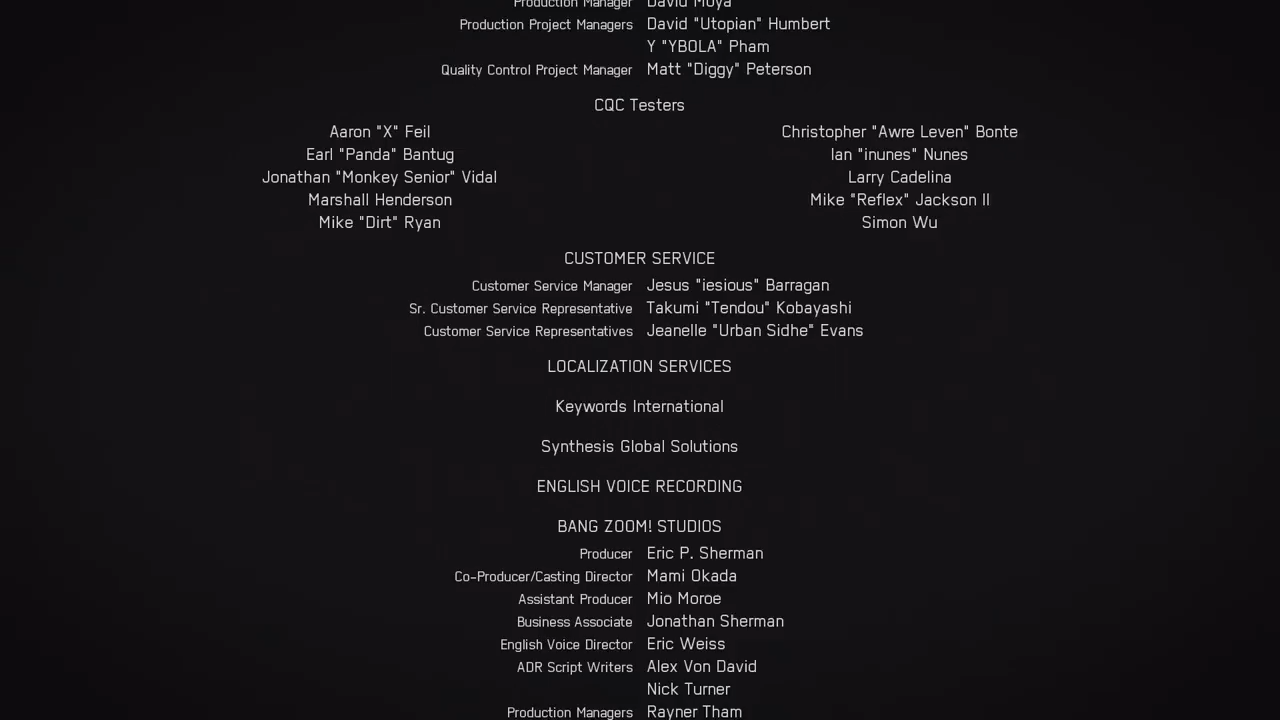 Production Manager David Moya
Production Project Managers David "Utopian" Humbert
Y "YBOLA" Pham
Quality Control Project Manager Matt "Diggy" Peterson
CQC Testers
Aaron "X" Feil Christopher "Awre Leven" Bonte
Earl "Panda" Bantug Ian "inunes" Nunes
Jonathan "Monkey Senior" Vidal Larry Cadelina
Marshall Henderson Mike "Reflex" Jackson II
Mike "Dirt" Ryan Simon Wu
CUSTOMER SERVICE
Customer Service Manager Jesus "iesious" Barragan
Sr. Customer Service Representative Takumi "Tendou" Kobayashi
Customer Service Representatives Jeanelle "Urban Sidhe" Evans
LOCALIZATION SERVICES
Keywords International
Synthesis Global Solutions
ENGLISH VOICE RECORDING
BANG ZOOM! STUDIOS
Producer Eric P. Sherman
Co-Producer/Casting Director Mami Okada
Assistant Producer Mio Moroe
Business Associate Jonathan Sherman
English Voice Director Eric Weiss
ADR Script Writers Alex Von David
Nick Turner
Production Managers Rayner Tham